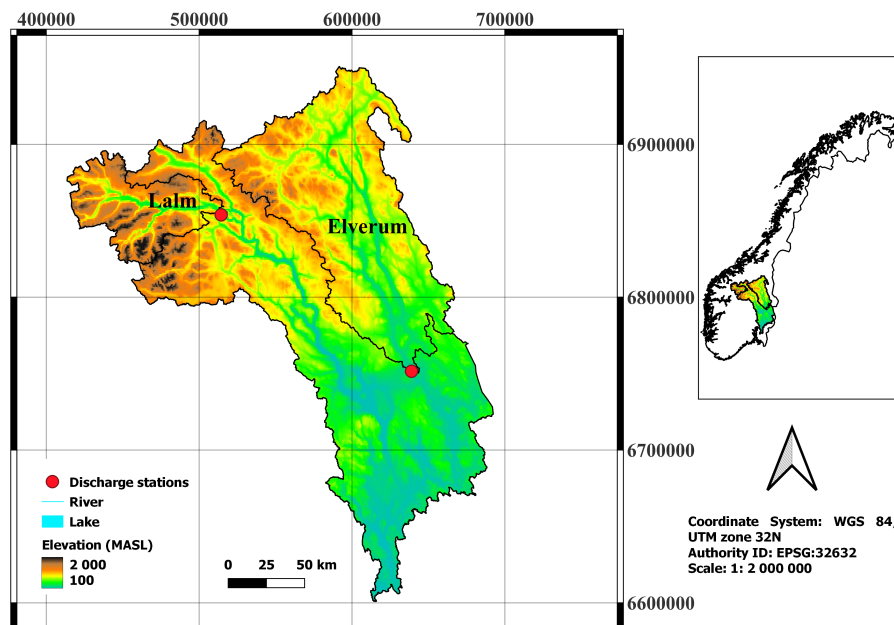 400000 500000 600000 700000
6900000
Lalm
Elverum
6800000
6700000
Discharge stations
River
Lake
Elevation (MASL)
2 000
100
0 25 50 km
6600000
Coordinate System: WGS 84,
UTM zone 32N
Authority ID: EPSG:32632
Scale: 1: 2 000 000